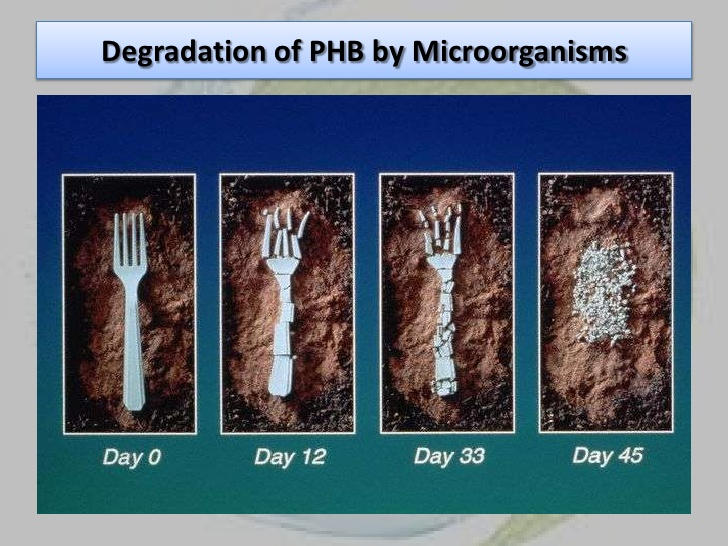 Degradation of PHB by Microorganisms
Day 0 Day 12 Day 33 Day 45